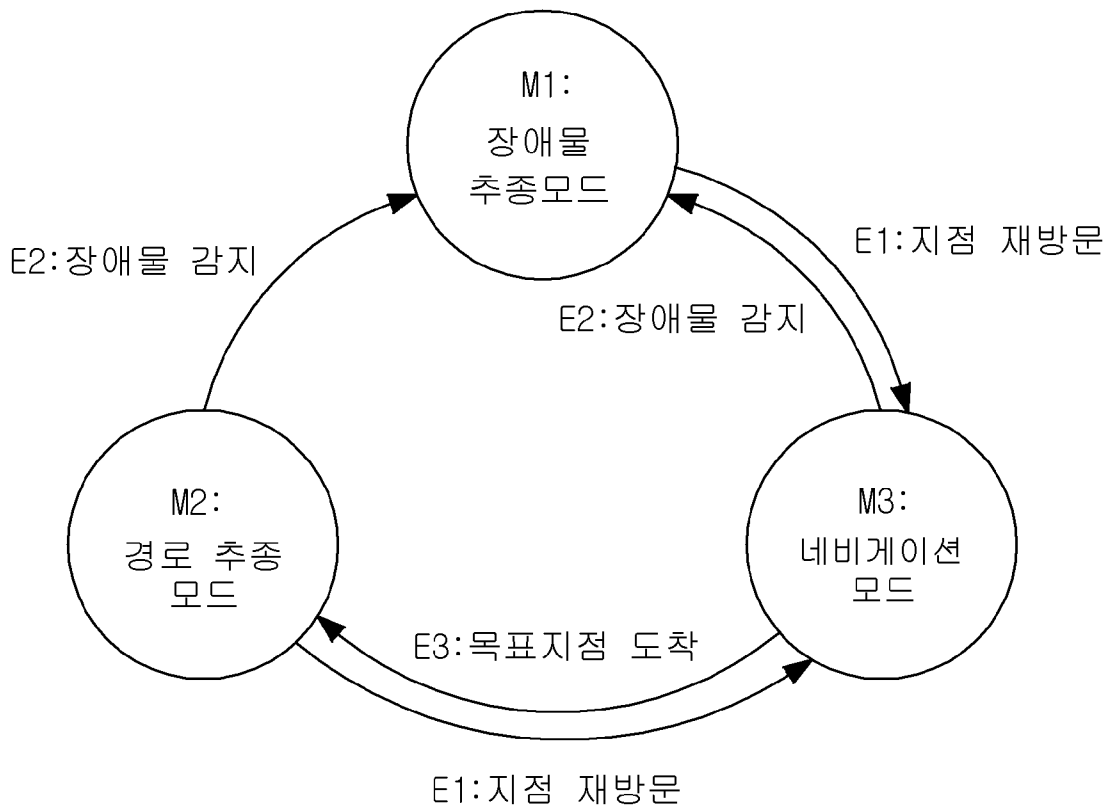 M1:
장애물
추종모드
E2:장애물 감지
E1:지점 재방문
E2:장애물 감지
M2:
경로 추종
모드
M3:
네비게이션
모드
E3:목표지점 도착
E1:지점 재방문